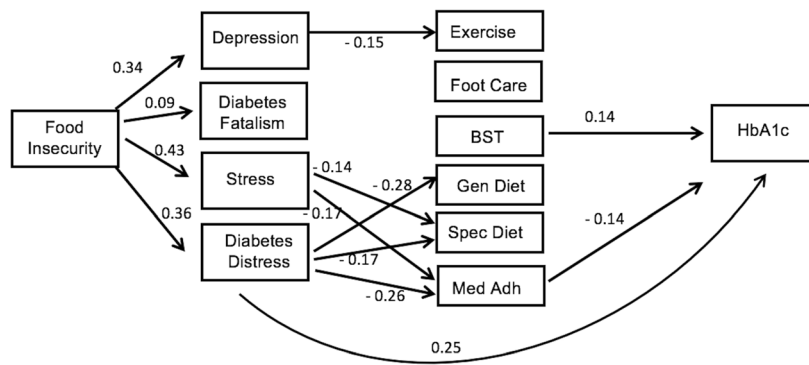 Depression
- 0.15
Exercise
0.34
Foot Care
0.09
Diabetes
Fatalism
Food
Insecurity
BST
0.14
HbA1c
0.43
Stress
- 0.14
- 0.28
Gen Diet
- 0.17
0.36
Spec Diet
- 0.14
Diabetes
Distress
- 0.17
- 0.26
Med Adh
0.25